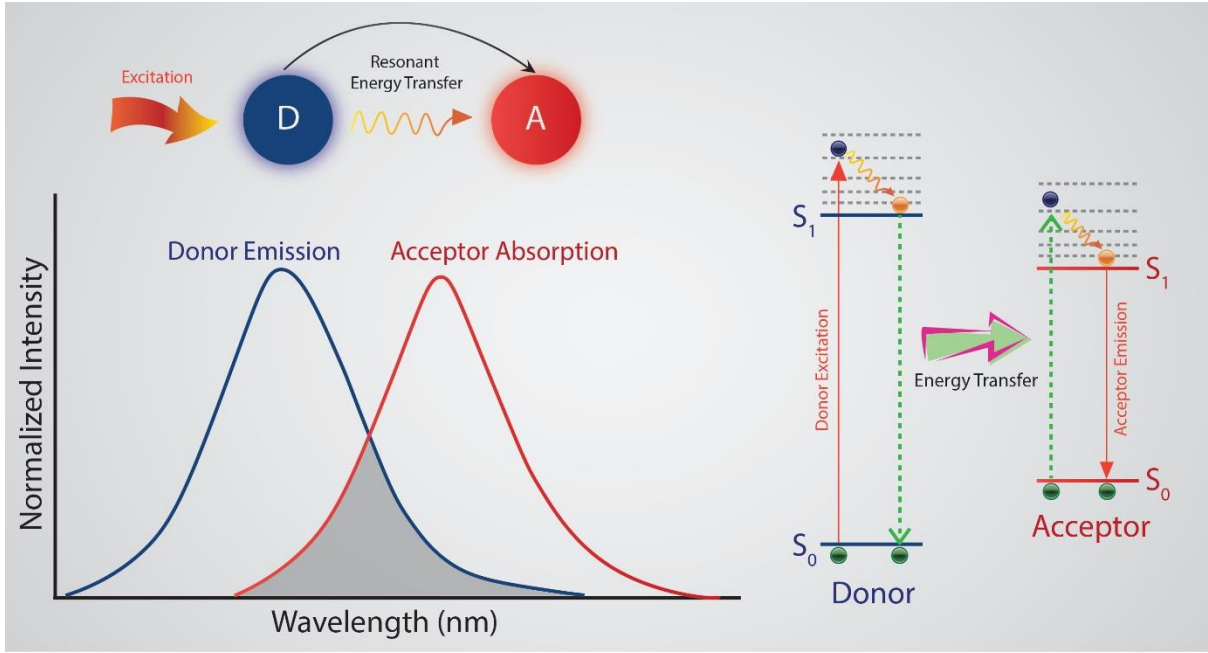 Excitation
D
Resonant
Energy Transfer
A
Donor Emission
Acceptor Absorption
Normalized Intensity
Wavelength (nm)
S1
Donor Excitation
S0
Donor
Energy Transfer
S1
Acceptor Emission
S0
Acceptor